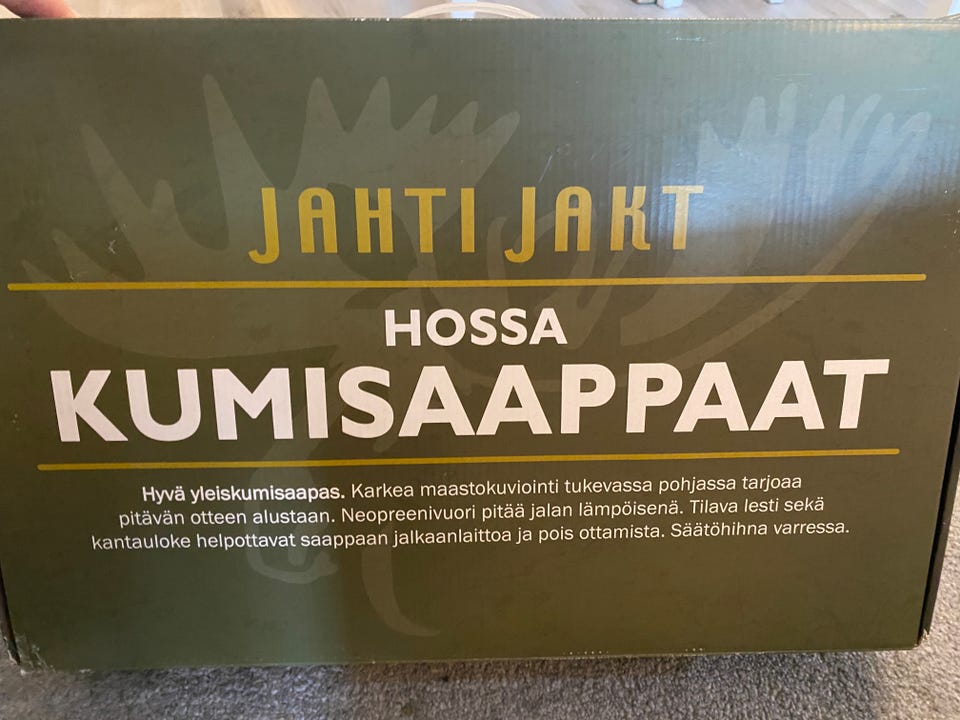 JAHTI JAKT
HOSSA
KUMISAAPPAAT
Hyvä yleiskumisaapas. Karkea maastokuviointi tukevassa pohjassa tarjoaa
pitävän otteen alustaan. Neopreenivuori pitää jalan lämpöisenä. Tilava lesti sekä
kantauloke helpottavat saappaan jalkaanlaittoa ja pois ottamista. Säätöhihna varressa.